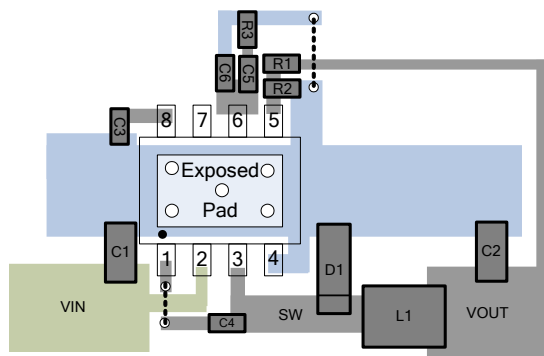 R3
C6
C5
R1
R2
C3
8
7
6
5
Exposed
Pad
1
2
3
4
C1
D1
C2
VIN
C4
SW
L1
VOUT